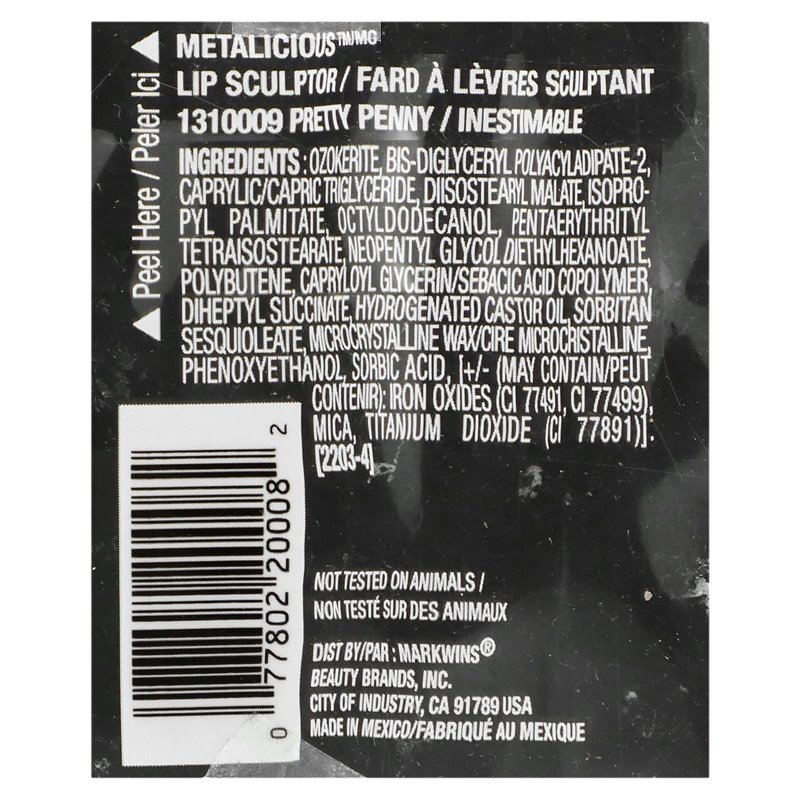 METALICIOUS™/MC
LIP SCULPTOR / FARD À LÈVRES SCULPTANT
1310009 PRETTY PENNY / INESTIMABLE
INGREDIENTS: OZOKERITE, BIS-DIGLYCERYL POLYACYLADIPATE-2,
CAPRYLIC/CAPRIC TRIGLYCERIDE, DIISOSTEARYL MALATE, ISOPRO-
PYL PALMITATE, OCTYLDODECANOL, PENTAERYTHRITYL
TETRAISOSTEARATE, NEOPENTYL GLYCOL DIETHYLHEXANOATE,
POLYBUTENE, CAPRYLOYL GLYCERIN/SEBACIC ACID COPOLYMER,
DIHEPTYL SUCCINATE, HYDROGENATED CASTOR OIL, SORBITAN
SESQUIOLEATE, MICROCRYSTALLINE WAX/CIRE MICROCRISTALLINE,
PHENOXYETHANOL, SORBIC ACID, [+/- (MAY CONTAIN/PEUT
CONTENIR): IRON OXIDES (CI 77491, CI 77499),
MICA, TITANIUM DIOXIDE (CI 77891)].
[2203-4]
Peel Here / Peler Ici
0 77802 20008 2
NOT TESTED ON ANIMALS /
NON TESTÉ SUR DES ANIMAUX
DIST BY/PAR : MARKWINS®
BEAUTY BRANDS, INC.
CITY OF INDUSTRY, CA 91789 USA
MADE IN MEXICO/FABRIQUÉ AU MEXIQUE